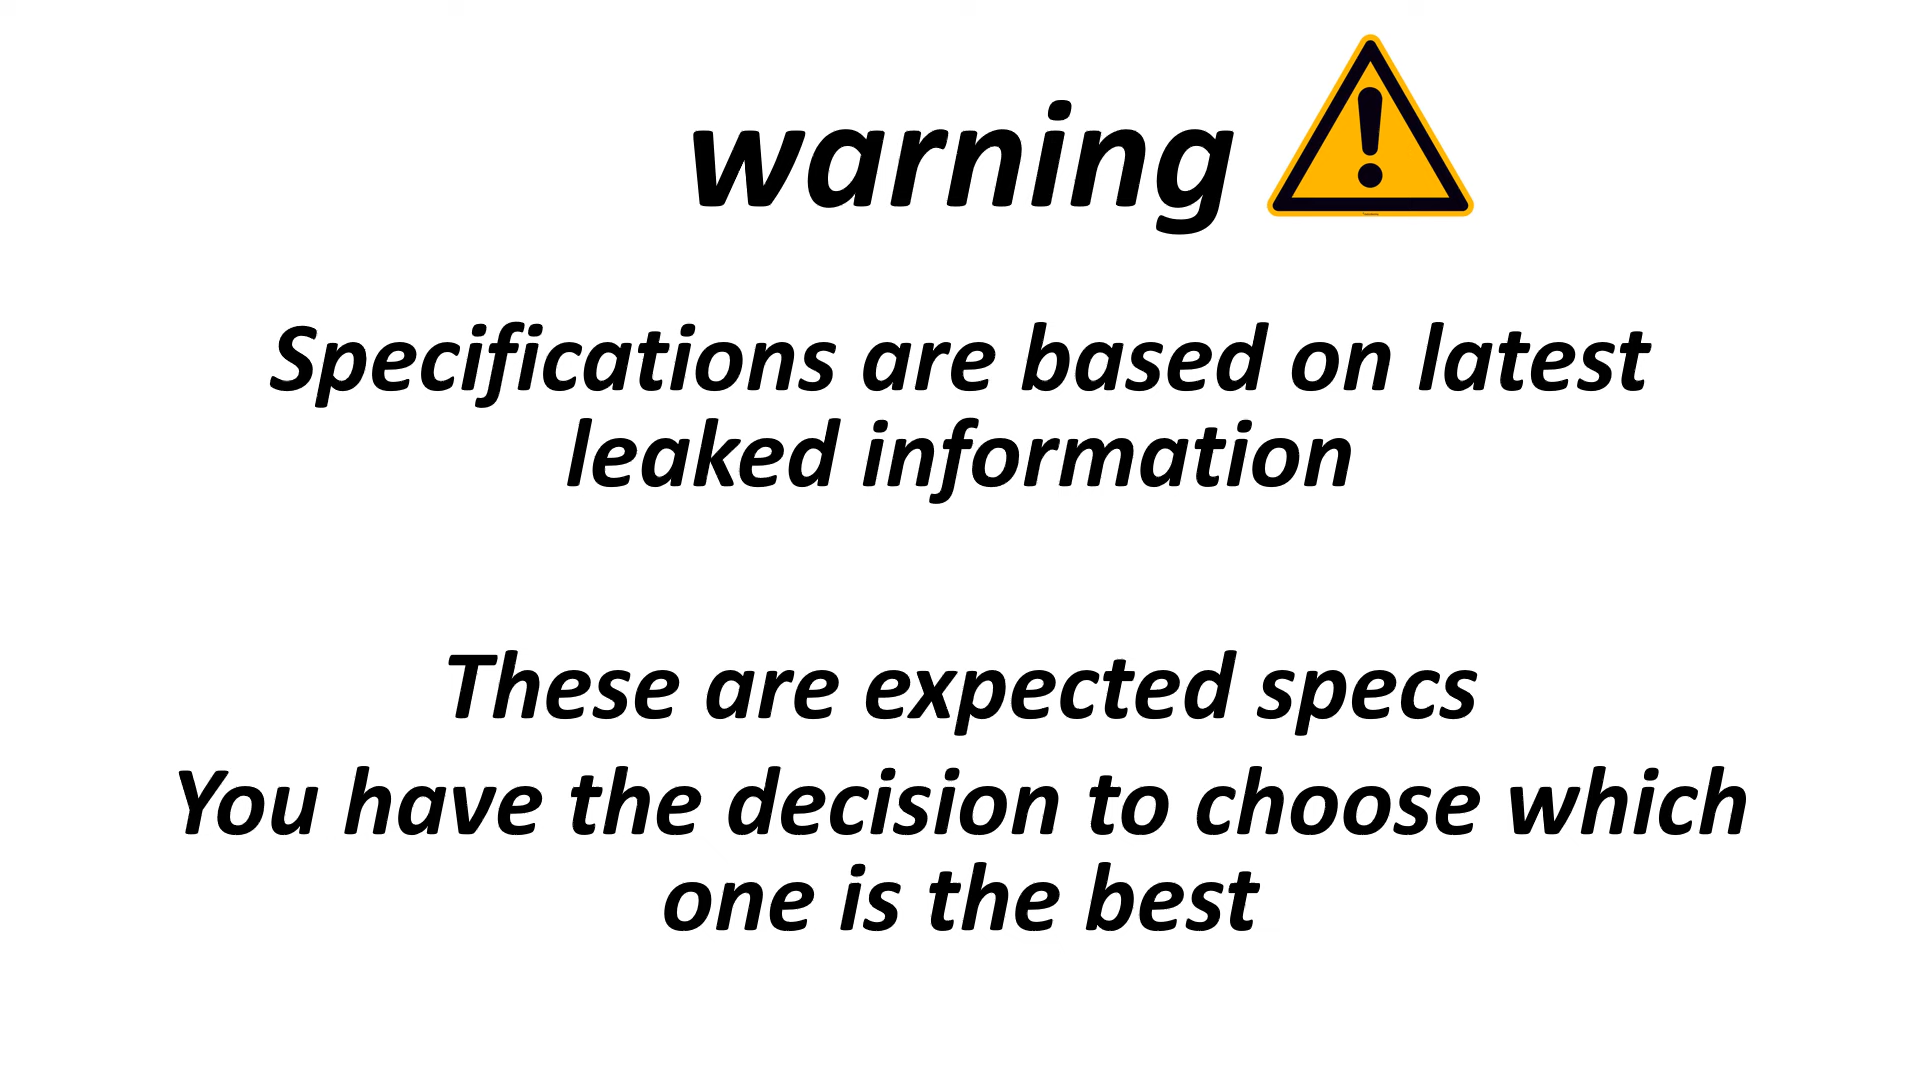 warning
Specifications are based on latest
leaked information
These are expected specs
You have the decision to choose which
one is the best